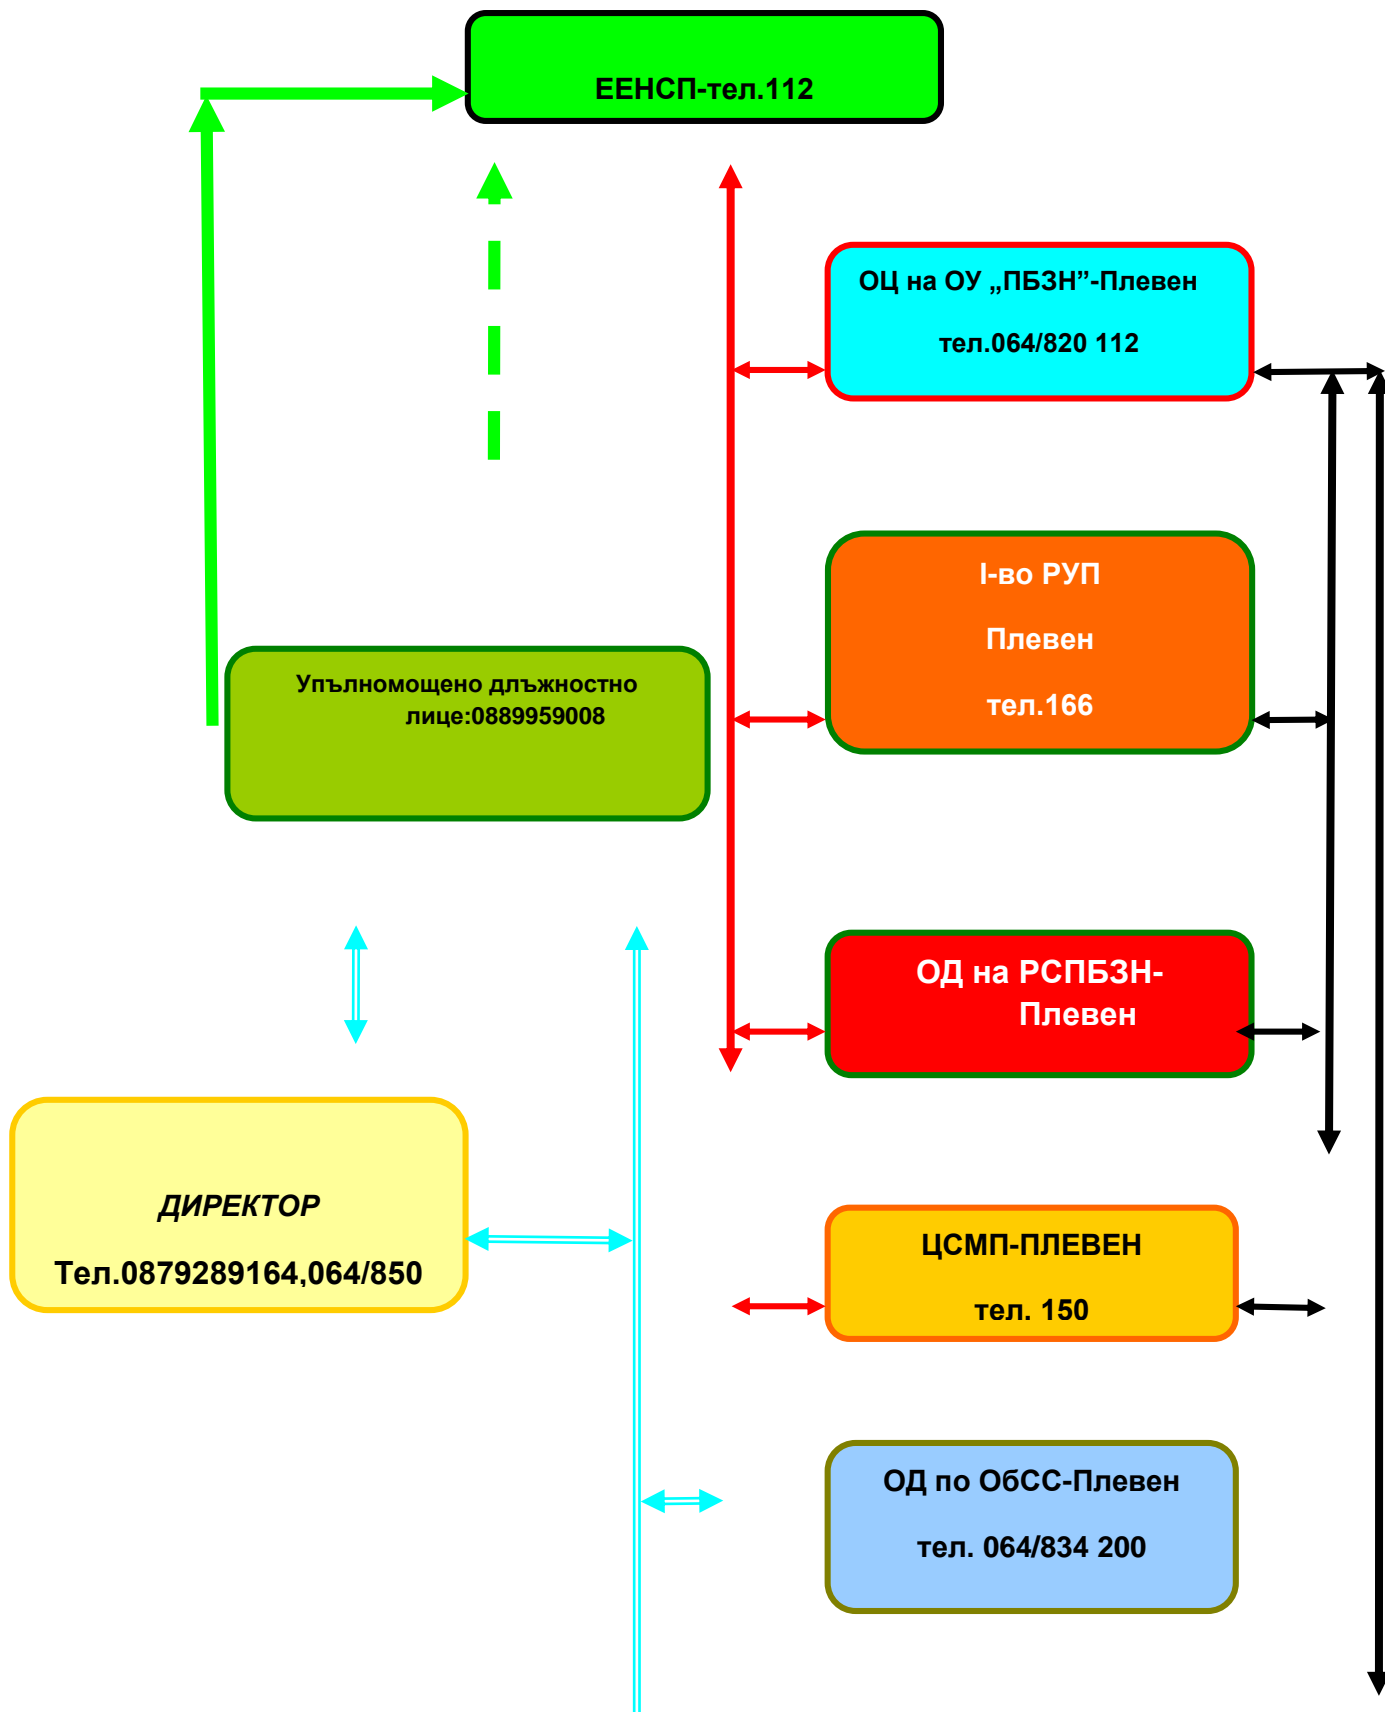 ЕЕНСП-тел.112
ОЦ на ОУ „ПБЗН”-Плевен
тел.064/820 112
I-во РУП
Плевен
тел.166
Упълномощено длъжностно
лице:0889959008
ОД на РСПБЗН-
Плевен
ДИРЕКТОР
Тел.0879289164,064/850
ЦСМП-ПЛЕВЕН
тел. 150
ОД по ОбСС-Плевен
тел. 064/834 200